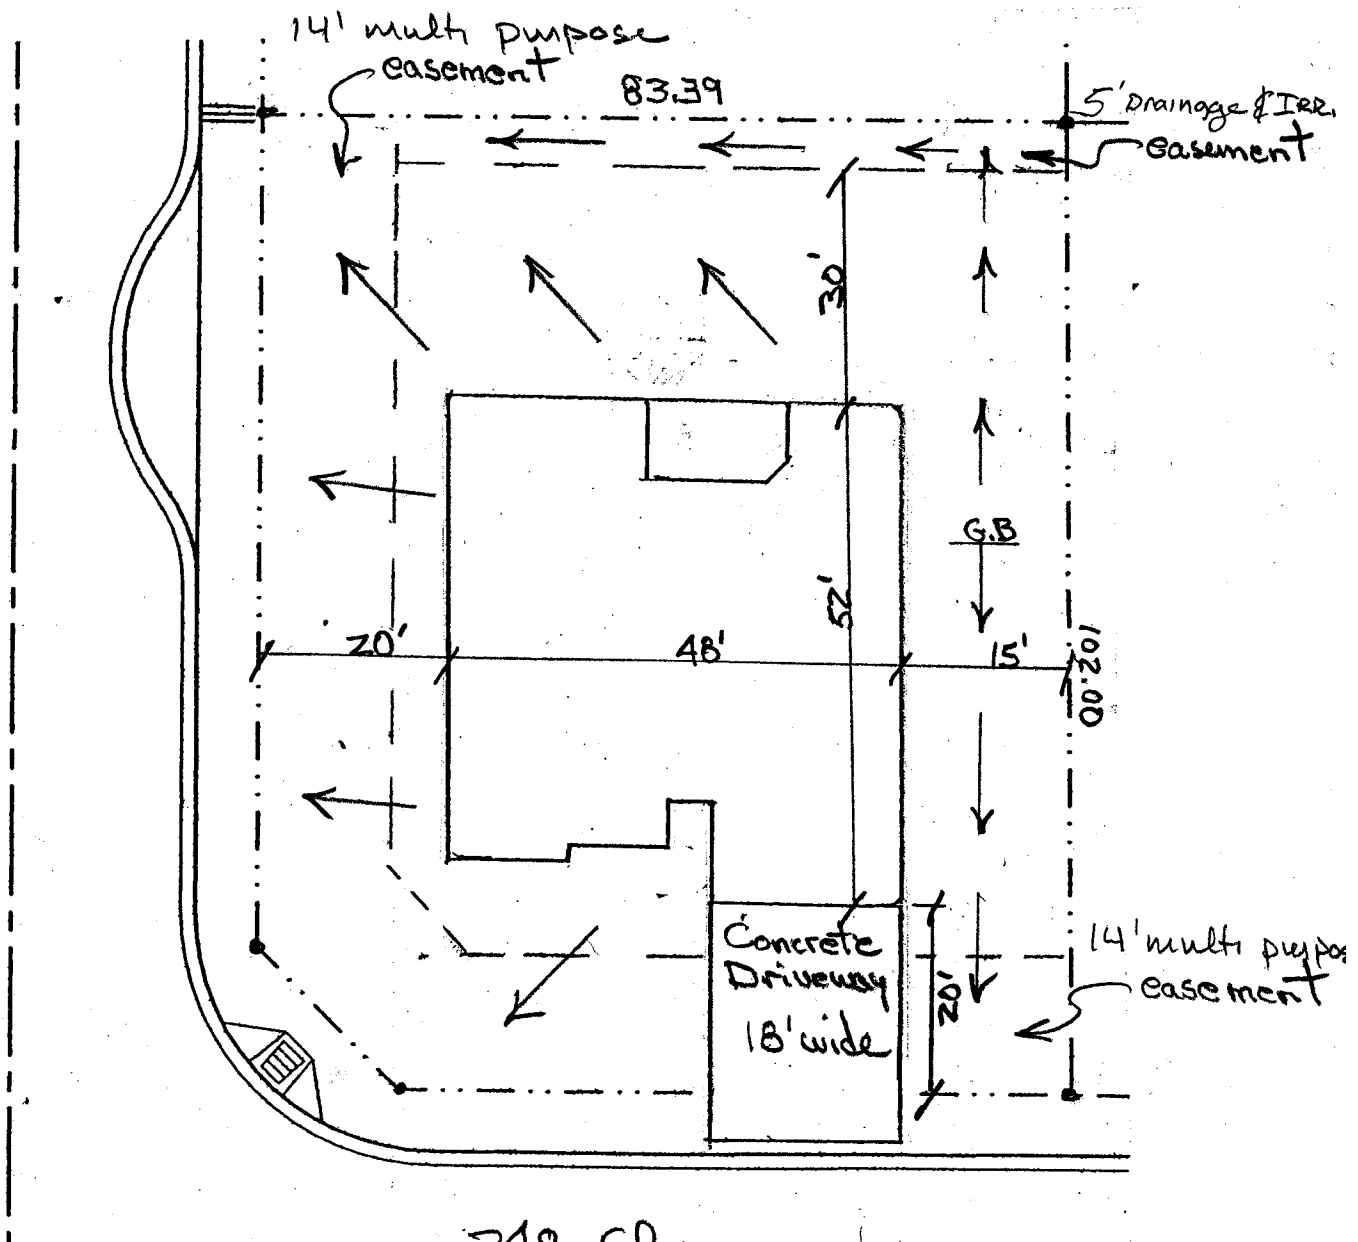 14' multi purpose
easement
83.39
5' Drainage & IRR.
easement
30'
G.B
52'
20'
48'
15'
102.00
Concrete
Driveway
18' wide
20'
14' multi purpos
easement